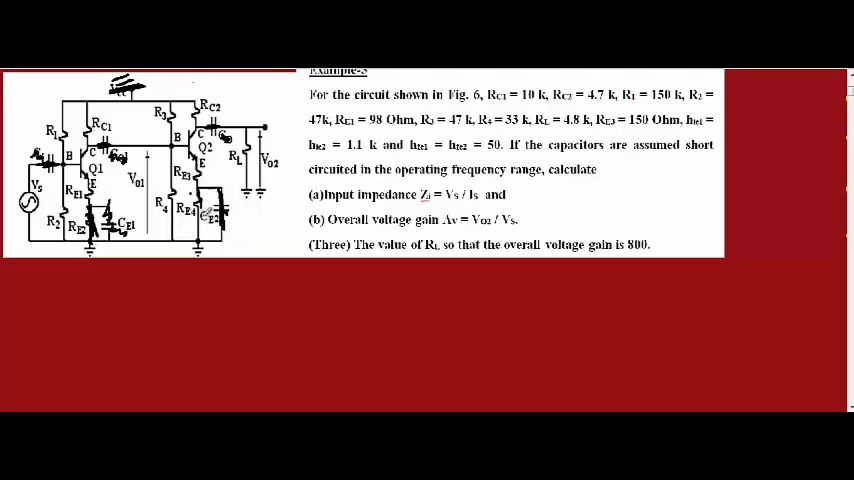 Example-5
For the circuit shown in Fig. 6, RC1 = 10 k, RC2 = 4.7 k, R1 = 150 k, R2 =
47k, RE1 = 98 Ohm, R3 = 47 k, R4 = 33 k, RL = 4.8 k, RE3 = 150 Ohm, hie1 =
hie2 = 1.1 k and hfe1 = hfe2 = 50. If the capacitors are assumed short
circuited in the operating frequency range, calculate
(a)Input impedance Zi = Vs / Is and
(b) Overall voltage gain Av = VO2 / Vs.
(Three) The value of RL so that the overall voltage gain is 800.
R1
RC1
R3
RC2
C
B
C
B
Q1
Q2
E
E
RE1
RE3
RL
VO2
Vs
VO1
R2
RE2
CE1
R4
RE4
CE2